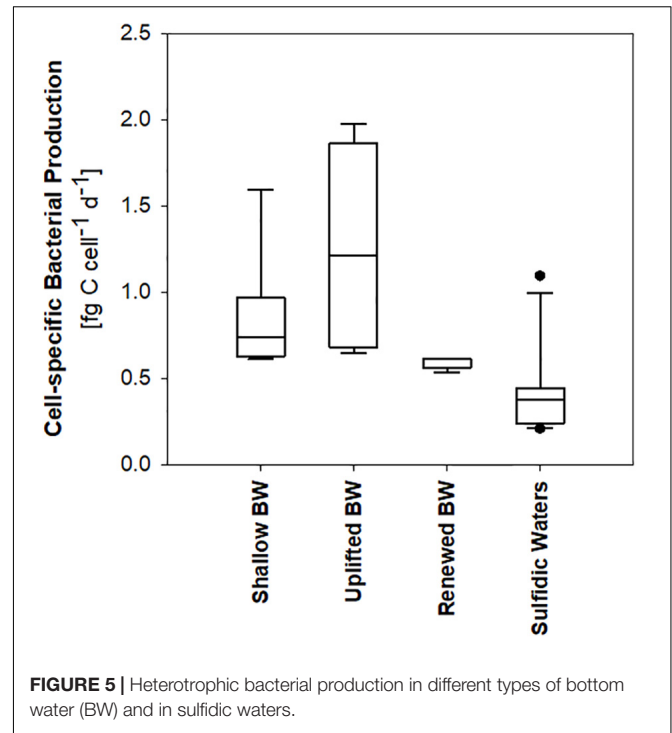 Cell-specific Bacterial Production
[fg C cell⁻¹ d⁻¹]
2.5
2.0
1.5
1.0
0.5
0.0
Shallow BW
Uplifted BW
Renewed BW
Sulfidic Waters
FIGURE 5 | Heterotrophic bacterial production in different types of bottom
water (BW) and in sulfidic waters.